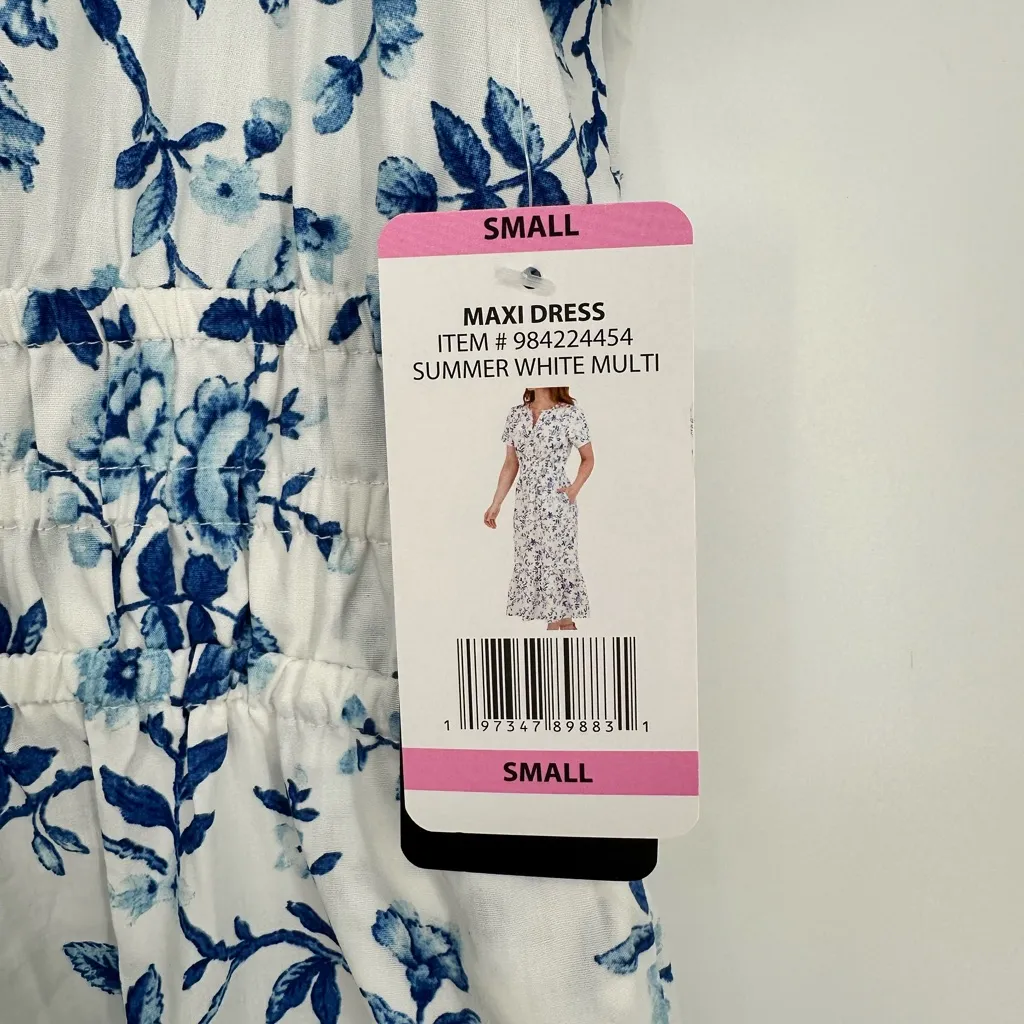 SMALL
MAXI DRESS
ITEM # 984224454
SUMMER WHITE MULTI
1 97347 89883 1
SMALL